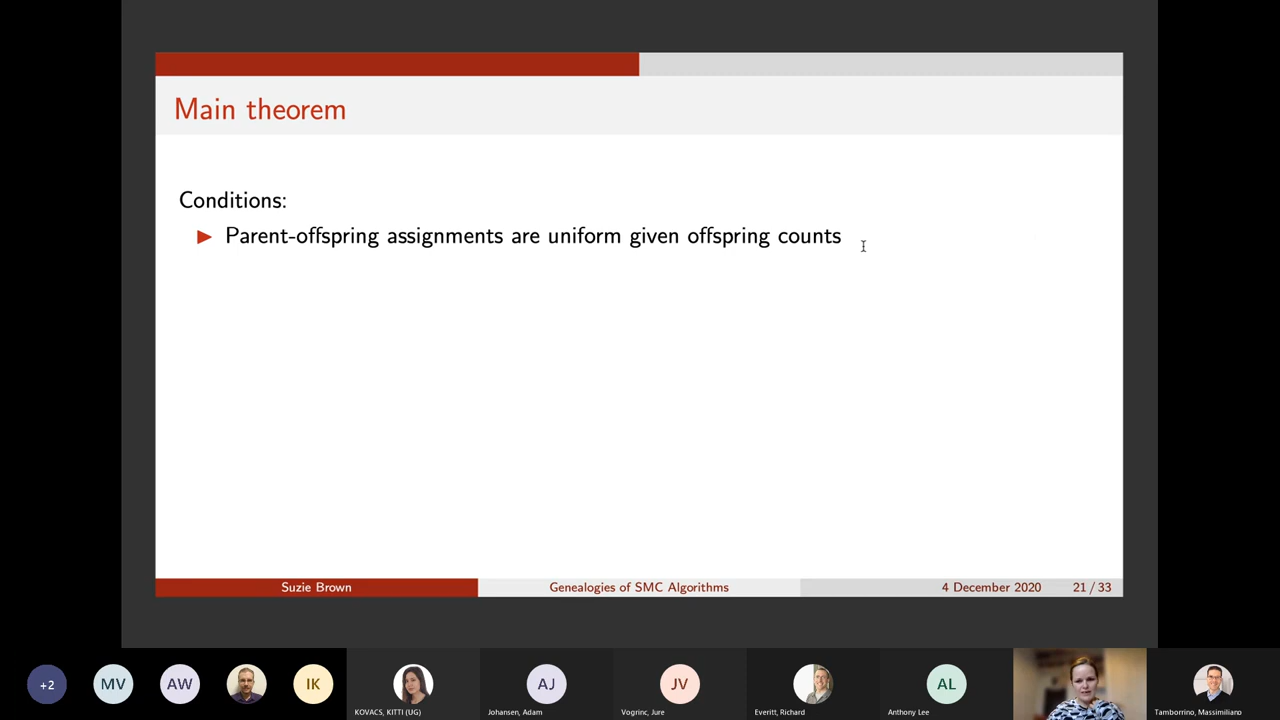 Main theorem
Conditions:
Parent-offspring assignments are uniform given offspring counts
Suzie Brown
Genealogies of SMC Algorithms
4 December 2020
21 / 33
+2
MV
AW
IK
KOVACS, KITTI (UG)
AJ
Johansen, Adam
JV
Vogrinc, Jure
Everitt, Richard
AL
Anthony Lee
Tamborrino, Massimiliano